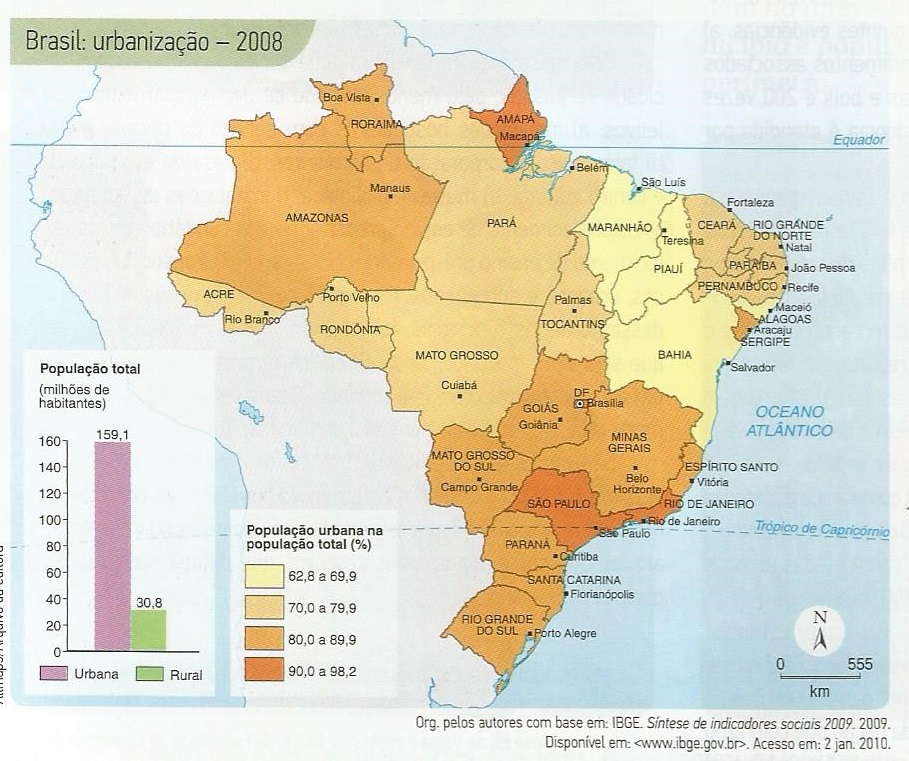 Brasil: urbanização – 2008
Boa Vista
RORAIMA
AMAPÁ
Macapá
Equador
Belém
São Luís
Manaus
AMAZONAS
PARÁ
MARANHÃO
Teresina
CEARÁ
Fortaleza
RIO GRANDE
DO NORTE
Natal
PIAUÍ
PARAÍBA
João Pessoa
PERNAMBUCO
Recife
ACRE
Rio Branco
Porto Velho
RONDÔNIA
Palmas
TOCANTINS
Maceió
ALAGOAS
Aracaju
SERGIPE
MATO GROSSO
Cuiabá
BAHIA
Salvador
DF
Brasília
GOIÁS
Goiânia
MINAS
GERAIS
Belo
Horizonte
OCEANO
ATLÂNTICO
MATO GROSSO
DO SUL
Campo Grande
ESPÍRITO SANTO
Vitória
SÃO PAULO
São Paulo
RIO DE JANEIRO
Rio de Janeiro
Trópico de Capricórnio
PARANÁ
Curitiba
SANTA CATARINA
Florianópolis
RIO GRANDE
DO SUL
Porto Alegre
População total
(milhões de
habitantes)
160
140
120
100
80
60
40
20
0
159,1
30,8
Urbana
Rural
População urbana na
população total (%)
62,8 a 69,9
70,0 a 79,9
80,0 a 89,9
90,0 a 98,2
N
0 555
km
Org. pelos autores com base em: IBGE. Síntese de indicadores sociais 2009. 2009.
Disponível em: <www.ibge.gov.br>. Acesso em: 2 jan. 2010.